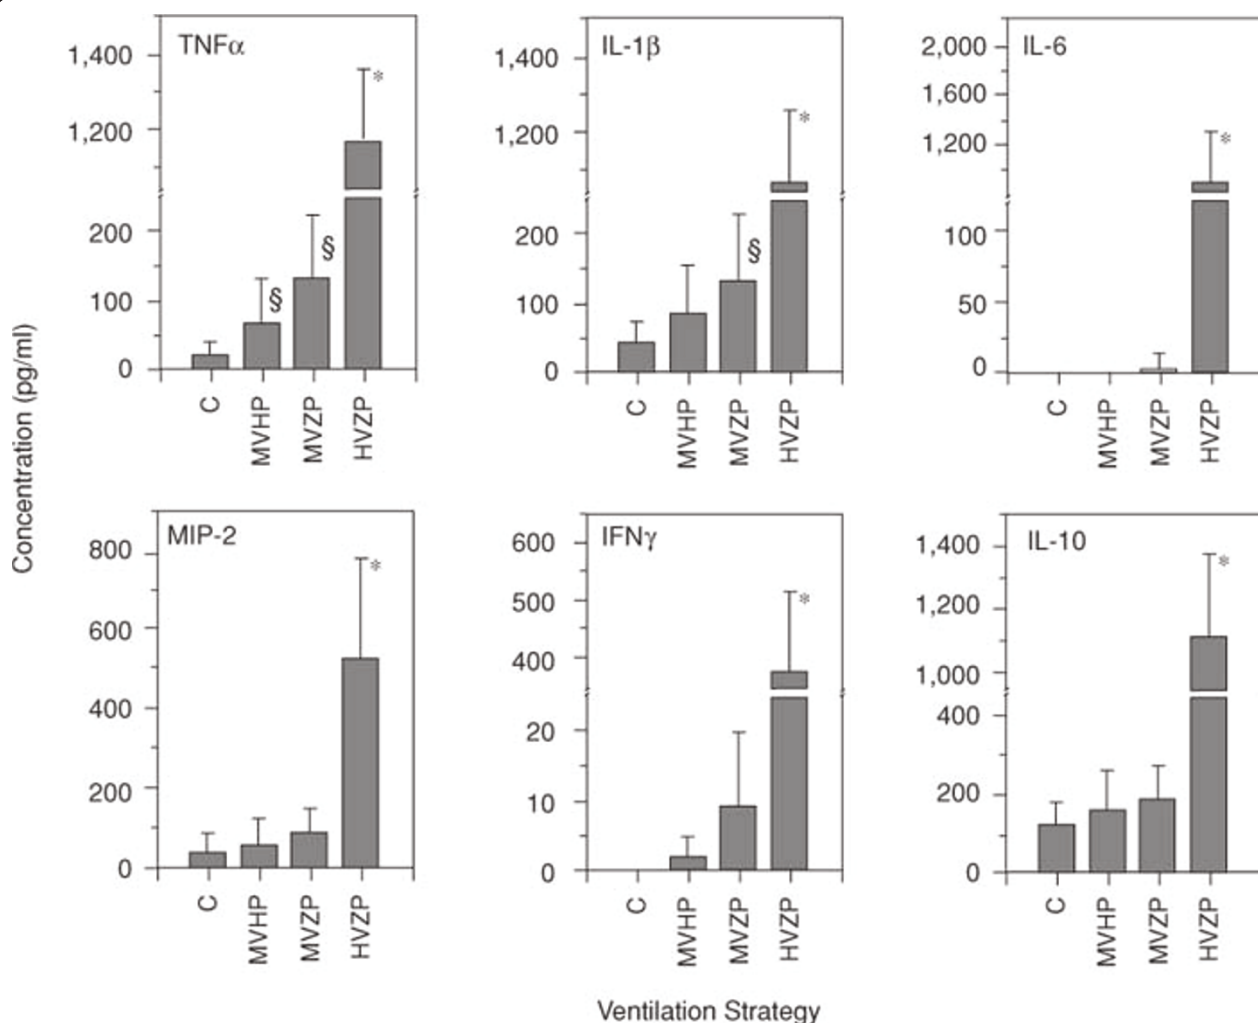 TNFα
1,400
1,200
200
100
0
*
§
§
C
MVHP
MVZP
HVZP
IL-1β
1,400
1,200
200
100
0
*
§
C
MVHP
MVZP
HVZP
IL-6
2,000
1,600
1,200
100
50
0
*
C
MVHP
MVZP
HVZP
Concentration (pg/ml)
MIP-2
800
600
400
200
0
*
C
MVHP
MVZP
HVZP
IFNγ
600
500
400
20
10
0
*
C
MVHP
MVZP
HVZP
IL-10
1,400
1,200
1,000
400
200
0
*
C
MVHP
MVZP
HVZP
Ventilation Strategy